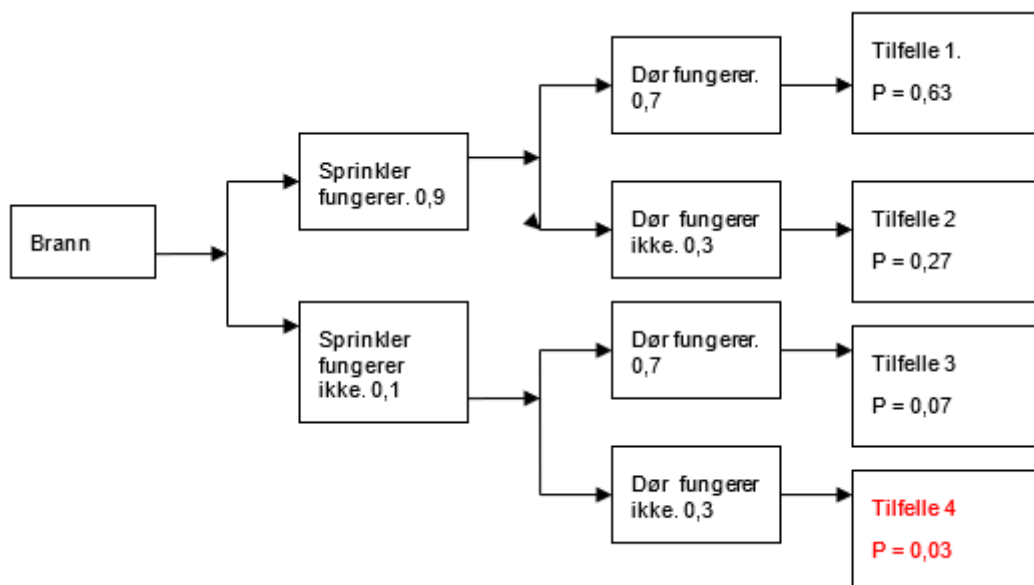 Brann
Sprinkler
fungerer. 0,9
Sprinkler
fungerer
ikke. 0,1
Dør fungerer.
0,7
Dør fungerer
ikke. 0,3
Dør fungerer.
0,7
Dør fungerer
ikke. 0,3
Tilfelle 1.
P = 0,63
Tilfelle 2
P = 0,27
Tilfelle 3
P = 0,07
Tilfelle 4
P = 0,03